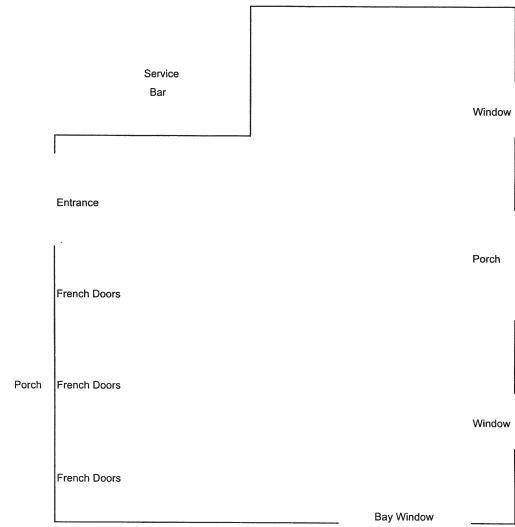 Service
Bar
Window
Entrance
Porch
French Doors
Porch
French Doors
Window
French Doors
Bay Window